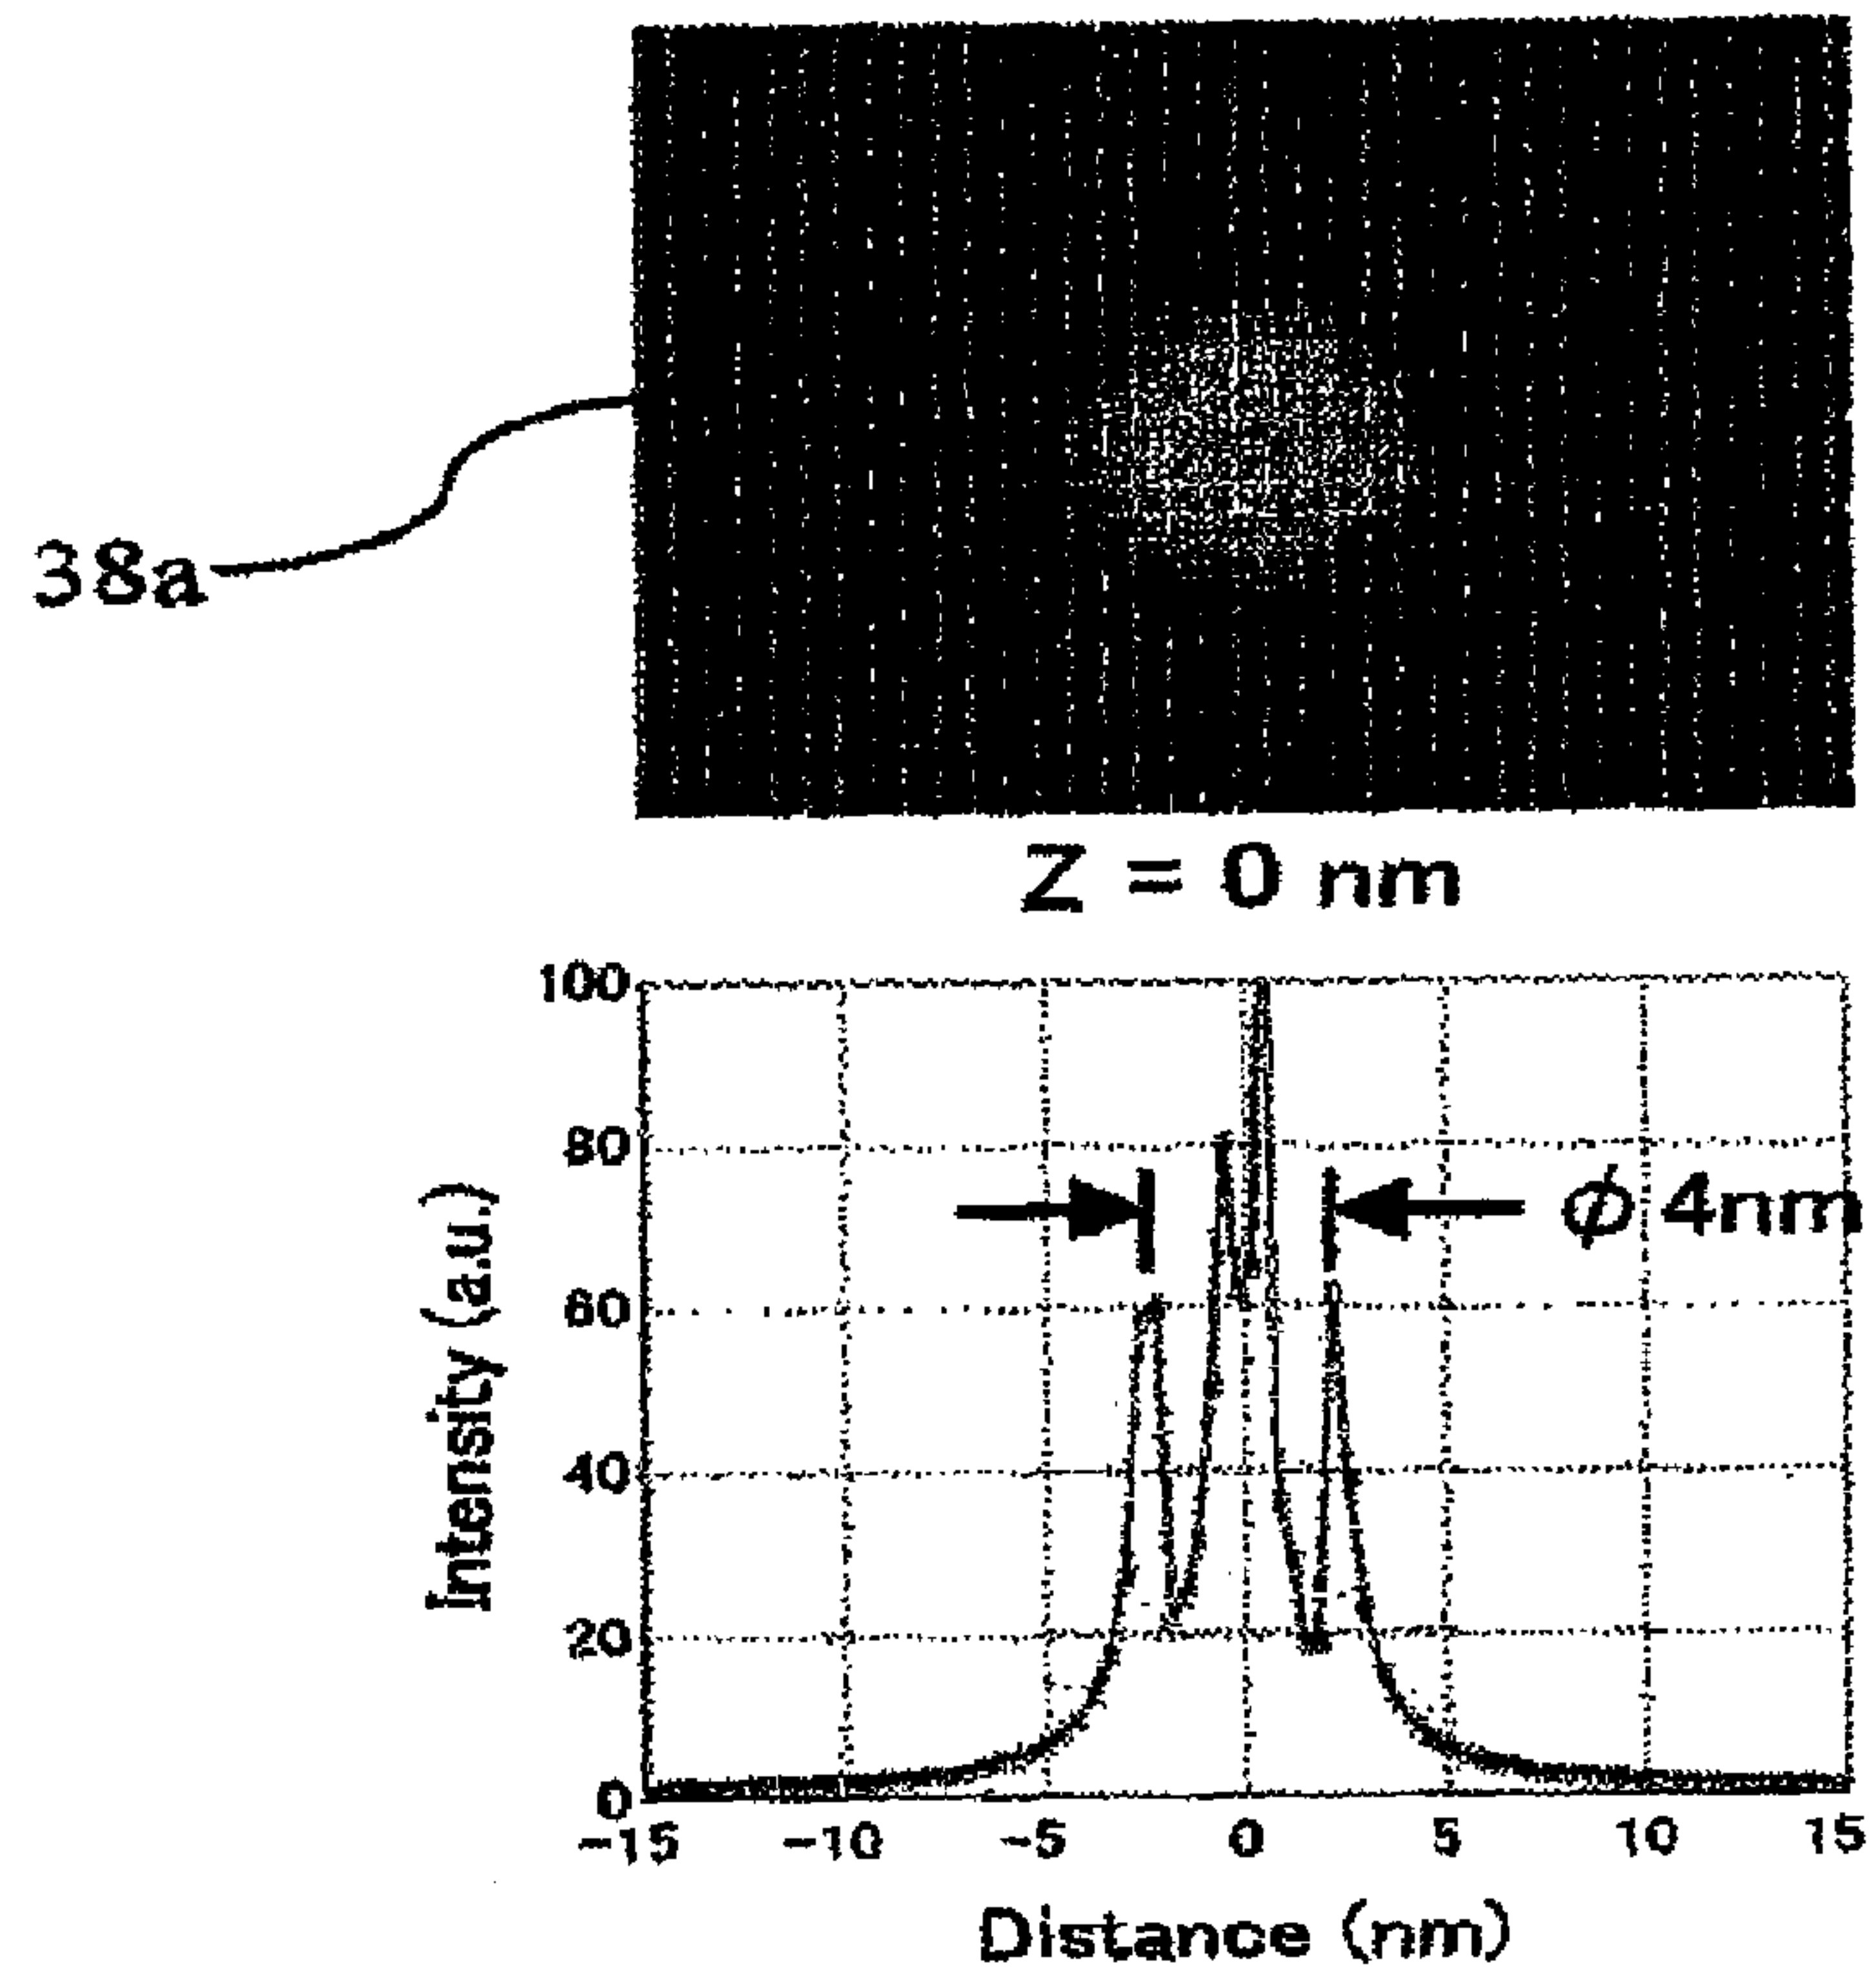 38a
Z = 0 nm
100
80
60
40
20
0
ϕ 4nm
Intensity (a.u.)
-15 -10 -5 0 5 10 15
Distance (nm)